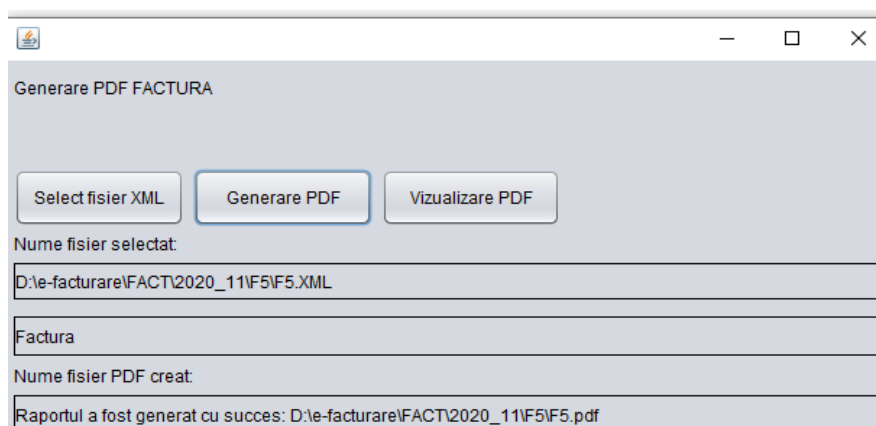 Generare PDF FACTURA
Select fisier XML Generare PDF Vizualizare PDF
Nume fisier selectat:
D:\e-facturare\FACT\2020_11\F5\F5.XML
Factura
Nume fisier PDF creat:
Raportul a fost generat cu succes: D:\e-facturare\FACT\2020_11\F5\F5.pdf